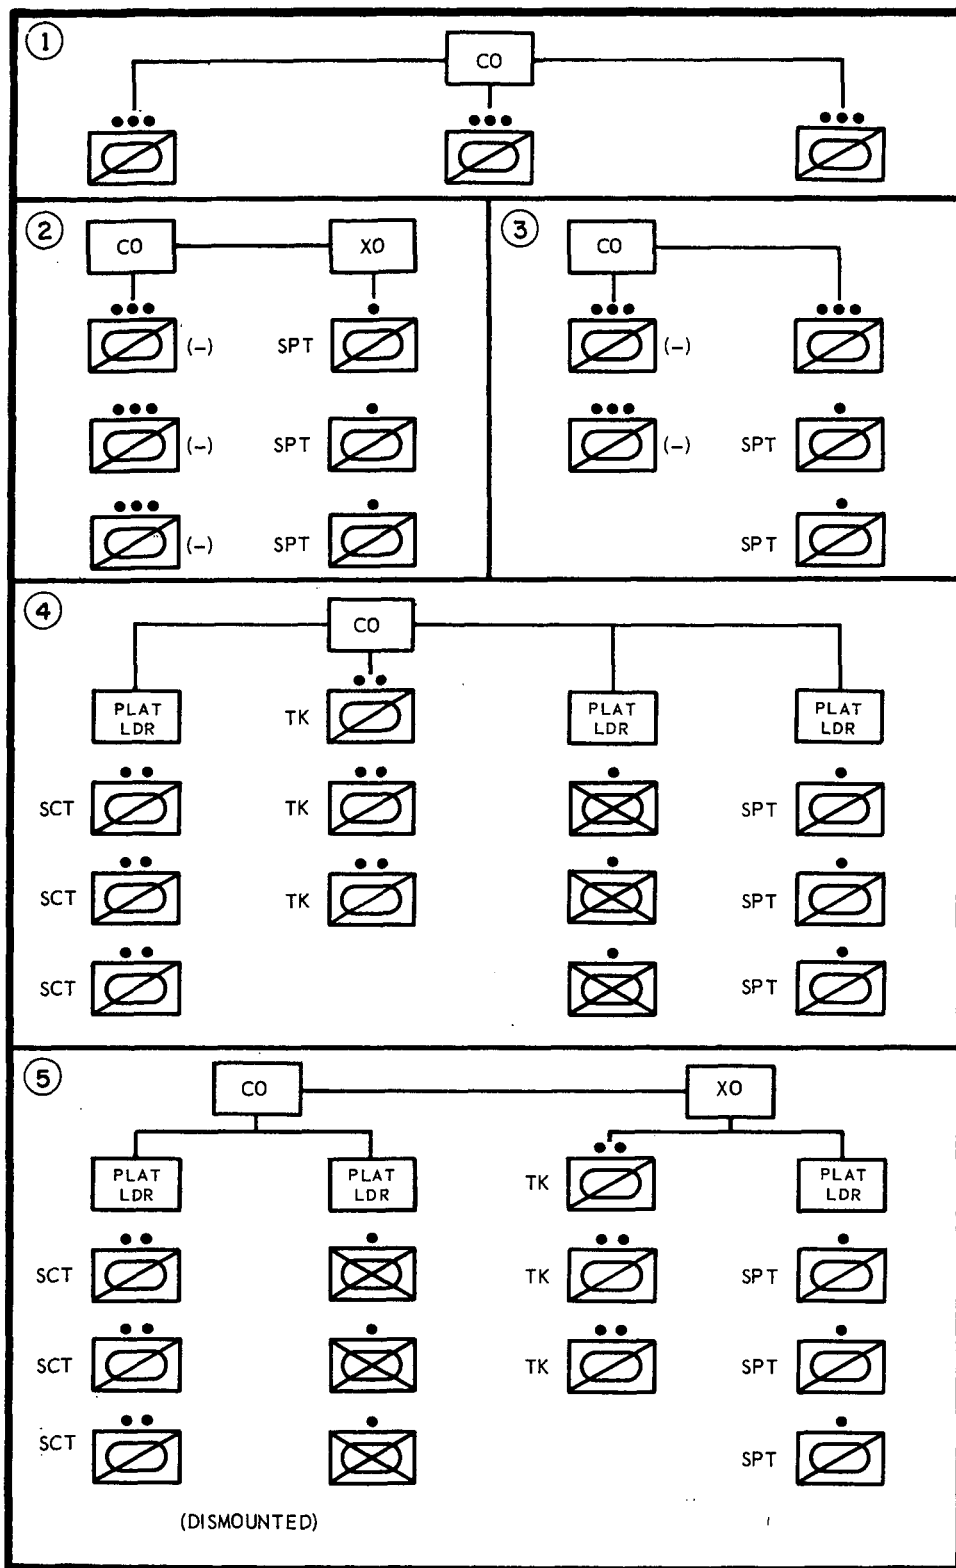 1
CO
2
CO
XO
(-)
SPT
(-)
SPT
(-)
SPT
3
CO
(-)
(-)
SPT
SPT
4
CO
PLAT
LDR
TK
PLAT
LDR
PLAT
LDR
SCT
TK
SPT
SCT
TK
SPT
SCT
SPT
5
CO
XO
PLAT
LDR
PLAT
LDR
TK
PLAT
LDR
SCT
TK
SPT
SCT
TK
SPT
SCT
SPT
(DISMOUNTED)